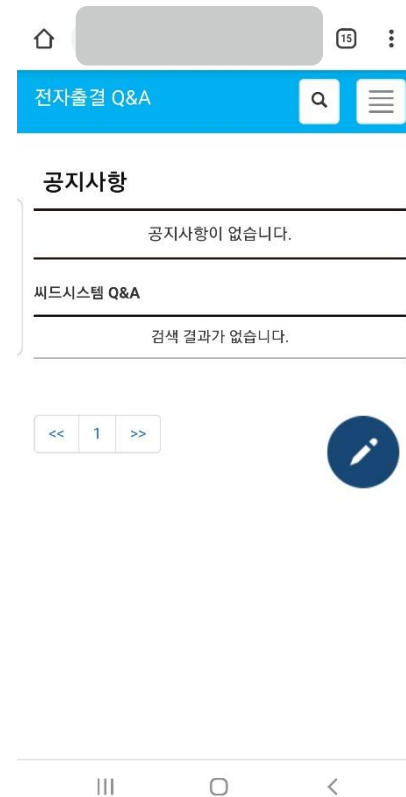 15
전자출결 Q&A
공지사항
공지사항이 없습니다.
씨드시스템 Q&A
검색 결과가 없습니다.
<< 1 >>